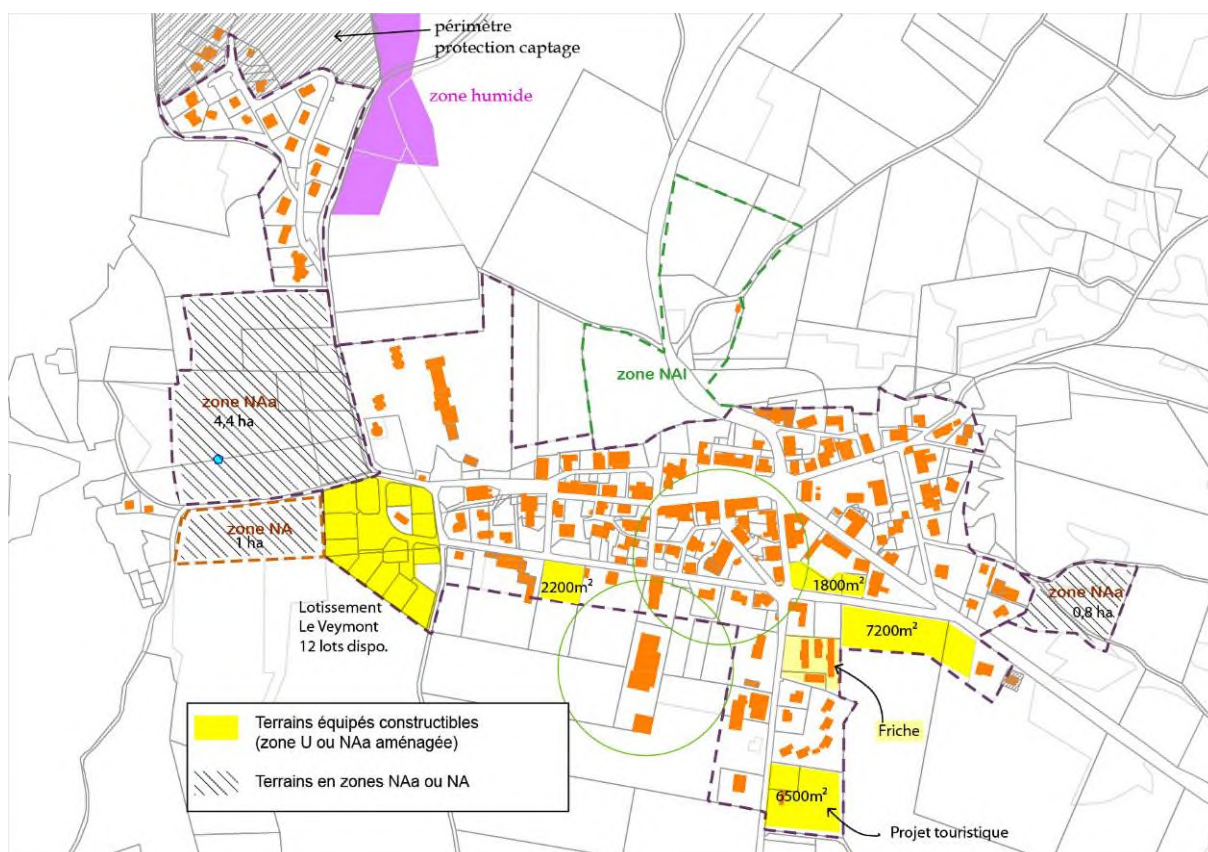 périmètre
protection captage
zone humide
zone NAl
zone NAa
4,4 ha
zone NA
1 ha
Lotissement
Le Veymont
12 lots dispo.
2200m²
1800m²
7200m²
zone NAa
0,8 ha
Friche
6500m²
Projet touristique
Terrains équipés constructibles
(zone U ou NAa aménagée)
Terrains en zones NAa ou NA